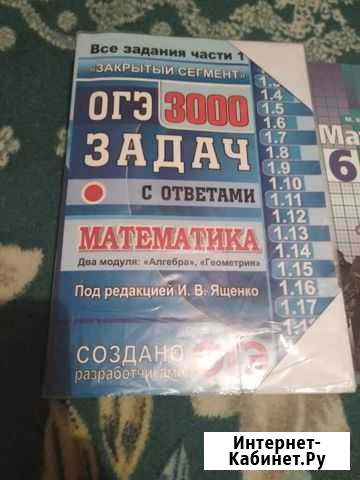 Все задания части 1
«ЗАКРЫТЫЙ СЕГМЕНТ»
ОГЭ 3000
ЗАДАЧ
С ОТВЕТАМИ
МАТЕМАТИКА
Два модуля: «Алгебра», «Геометрия»
Под редакцией И. В. Ященко
СОЗДАНО
разработчиками
ОГЭ
1.4
1.5
1.6
1.7
1.8
1.9
1.10
1.11
1.12
1.13
1.14
1.15
1.16
1.17
Ма
6
Интернет-
Кабинет.Ру